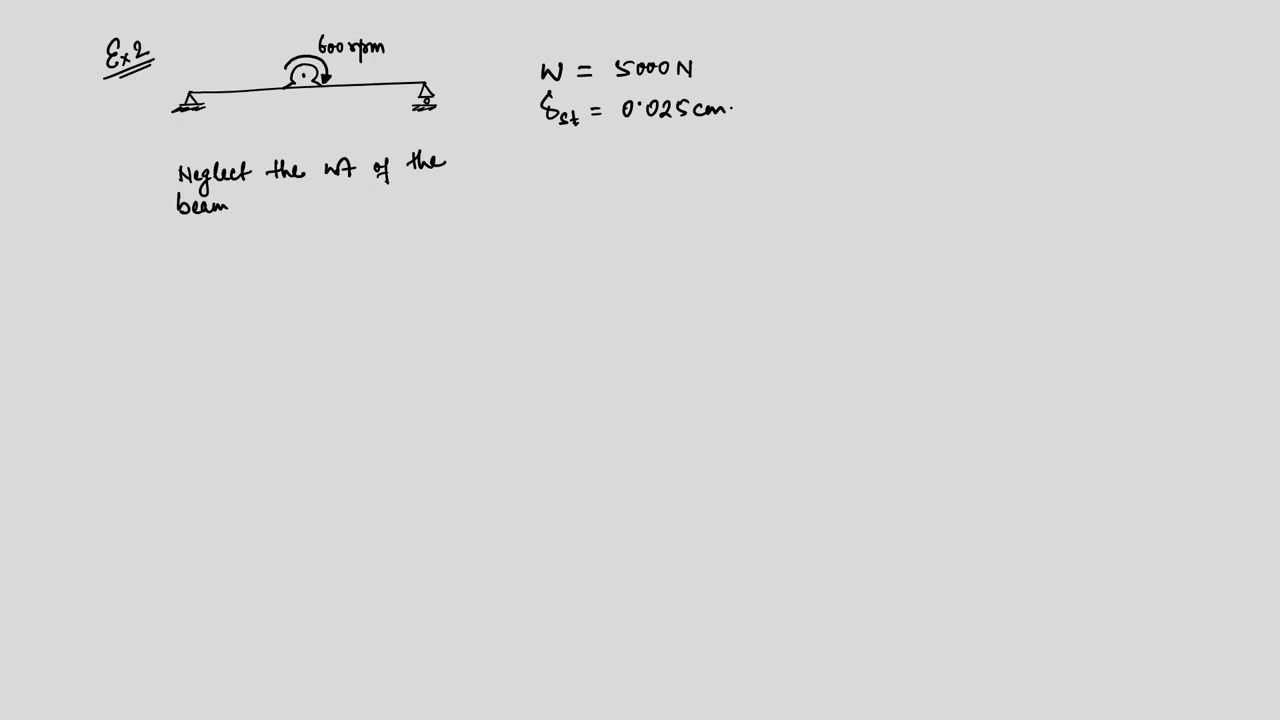 Ex 2
600 rpm
W = 5000 N
δst = 0.025 cm.
Neglect the wt of the
beam